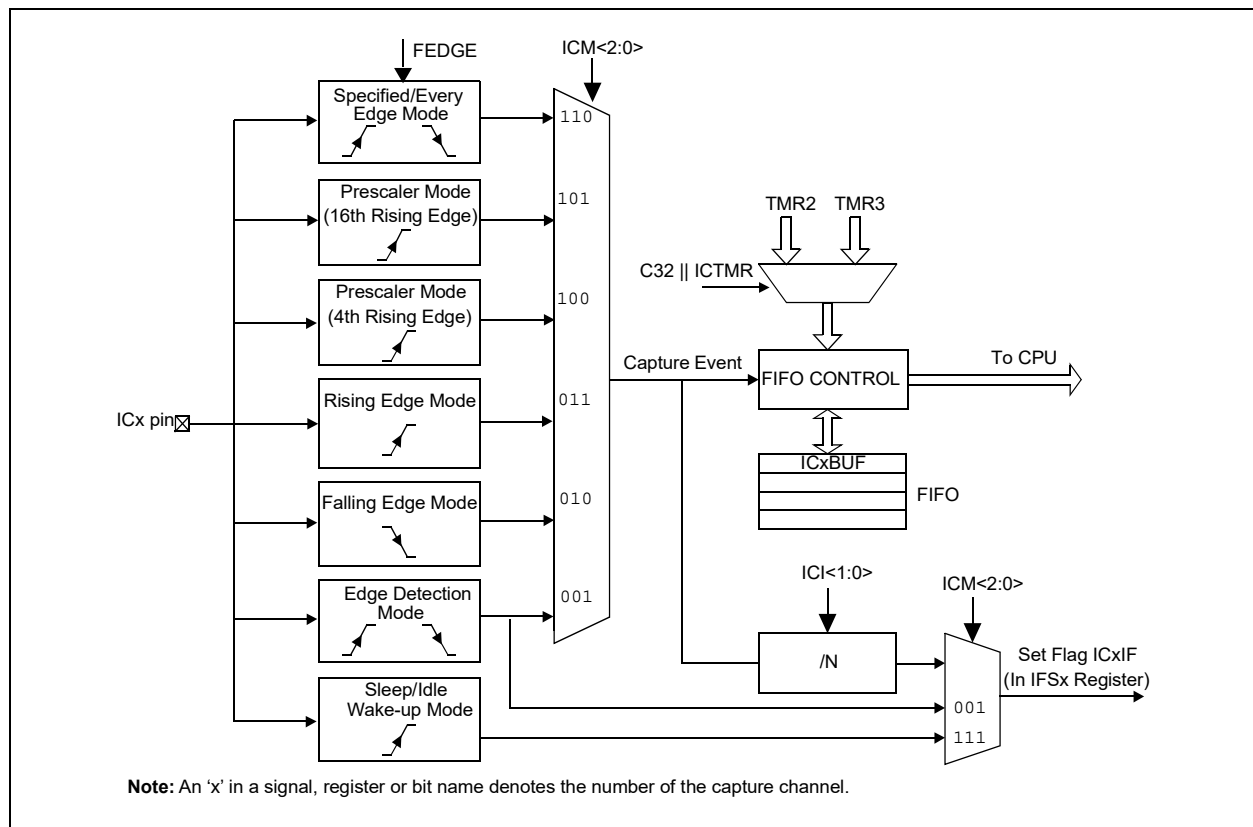 FEDGE
ICM<2:0>
Specified/Every
Edge Mode
110
Prescaler Mode
(16th Rising Edge)
101
TMR2
TMR3
C32 || ICTMR
Prescaler Mode
(4th Rising Edge)
100
Capture Event
FIFO CONTROL
To CPU
ICx pin
Rising Edge Mode
011
ICxBUF
FIFO
Falling Edge Mode
010
Edge Detection
Mode
001
ICI<1:0>
ICM<2:0>
/N
Set Flag ICxIF
(In IFSx Register)
Sleep/Idle
Wake-up Mode
001
111
Note: An ‘x’ in a signal, register or bit name denotes the number of the capture channel.